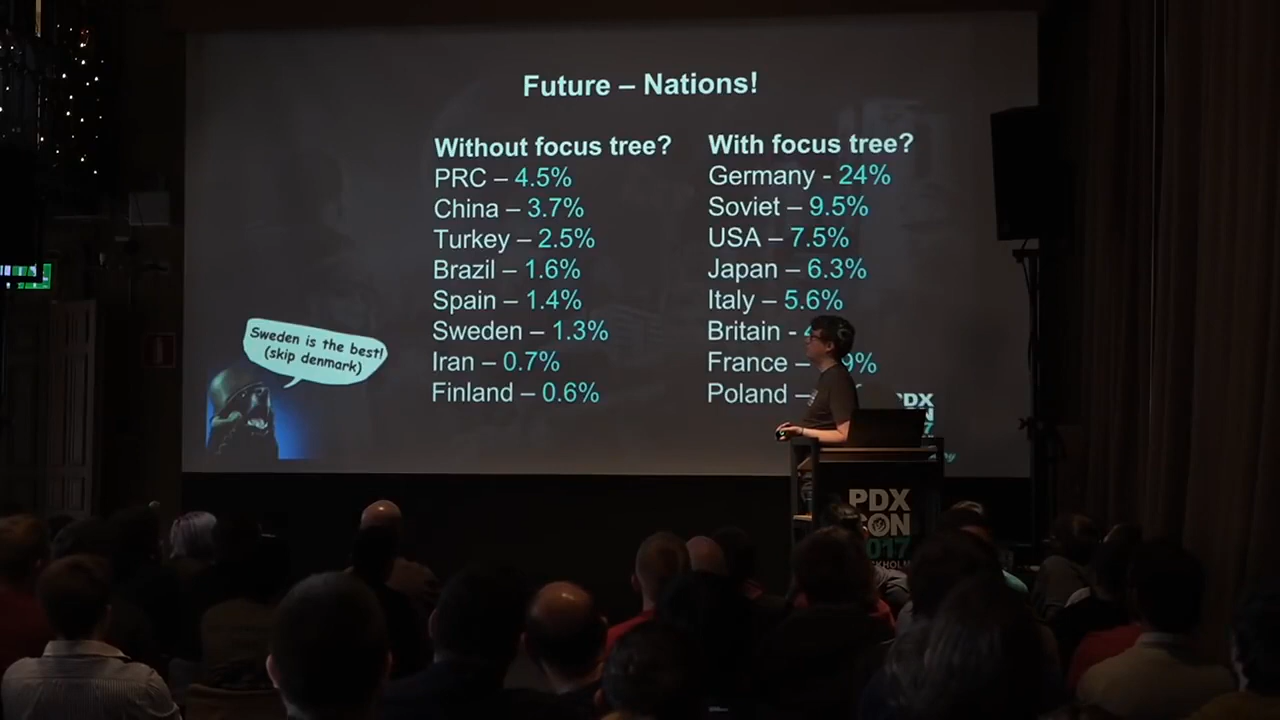 Future – Nations!
Without focus tree?
PRC – 4.5%
China – 3.7%
Turkey – 2.5%
Brazil – 1.6%
Spain – 1.4%
Sweden – 1.3%
Iran – 0.7%
Finland – 0.6%
With focus tree?
Germany - 24%
Soviet – 9.5%
USA – 7.5%
Japan – 6.3%
Italy – 5.6%
Britain -
France – 9%
Poland –
Sweden is the best!
(skip denmark)
PDX
CON
PDX
CON
2017